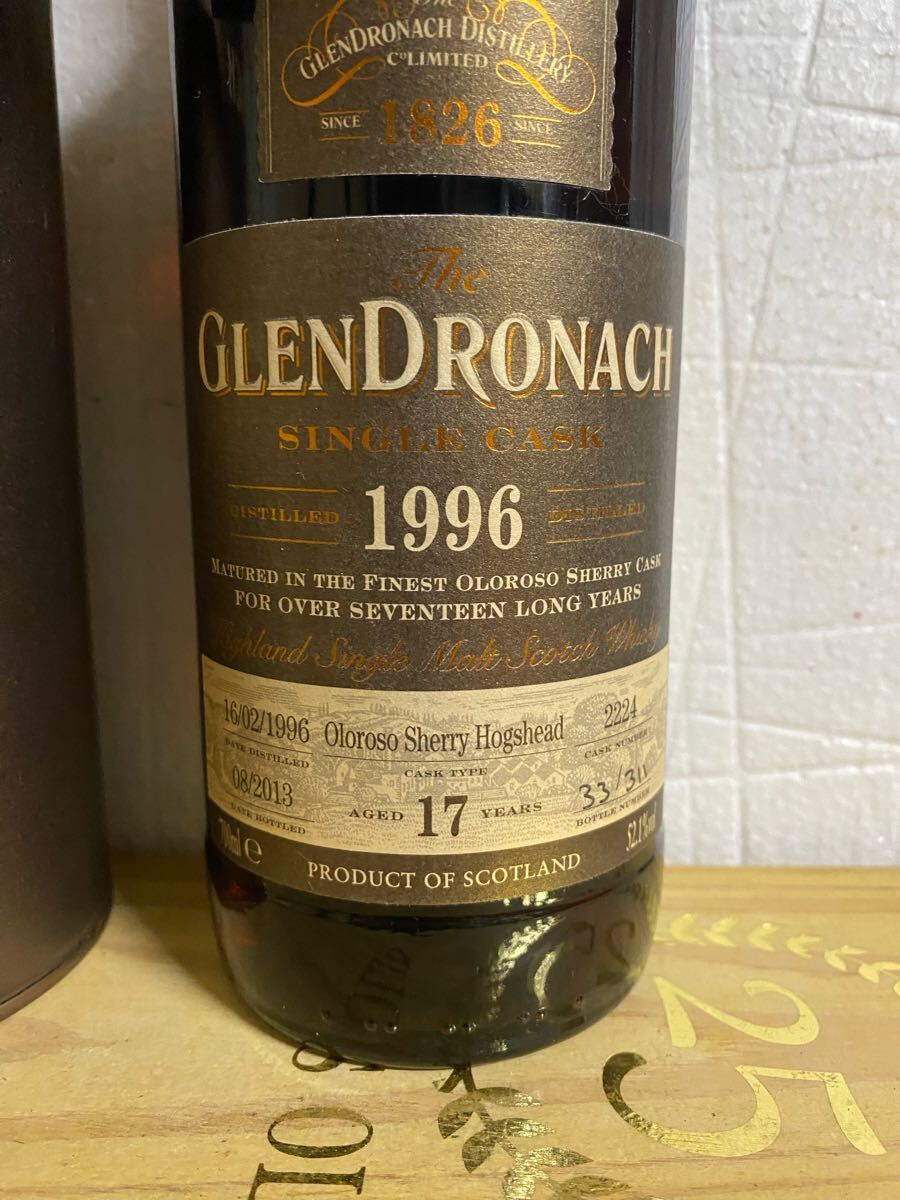 The
GLENDRONACH DISTILLERY
Cº LIMITED
SINCE 1826 SINCE
The
GLENDRONACH
SINGLE CASK
DISTILLED 1996 DISTILLED
MATURED IN THE FINEST OLOROSO SHERRY CASK
FOR OVER SEVENTEEN LONG YEARS
Highland Single Malt Scotch Whisky
16/02/1996 Oloroso Sherry Hogshead 2224
DATE DISTILLED CASK TYPE CASK NUMBER
08/2013 AGED 17 YEARS 33/311
DATE BOTTLED BOTTLE NUMBER
700ml e 52.1%vol
PRODUCT OF SCOTLAND
25